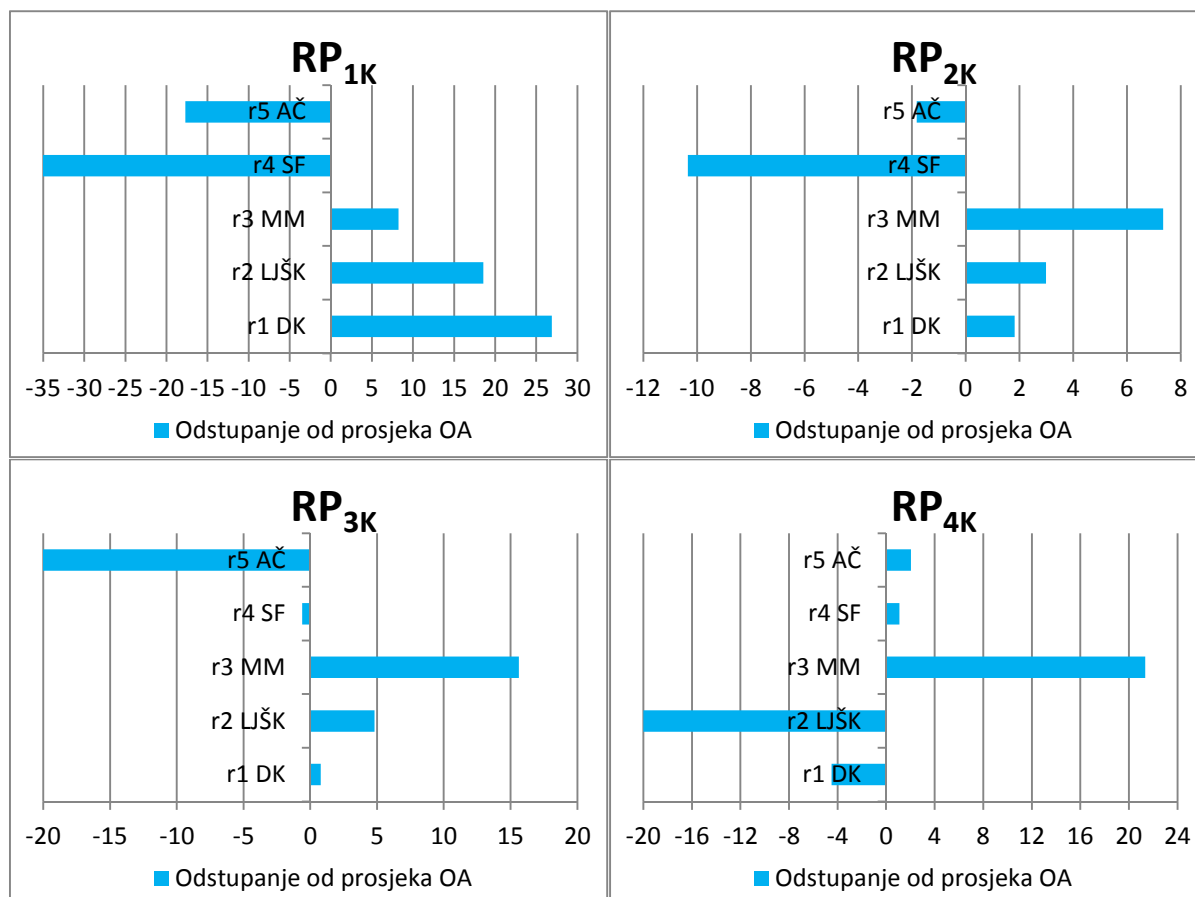 RP1K
r5 AČ
r4 SF
r3 MM
r2 LJŠK
r1 DK
-35 -30 -25 -20 -15 -10 -5 0 5 10 15 20 25 30
Odstupanje od prosjeka OA
RP2K
r5 AČ
r4 SF
r3 MM
r2 LJŠK
r1 DK
-12 -10 -8 -6 -4 -2 0 2 4 6 8
Odstupanje od prosjeka OA
RP3K
r5 AČ
r4 SF
r3 MM
r2 LJŠK
r1 DK
-20 -15 -10 -5 0 5 10 15 20
Odstupanje od prosjeka OA
RP4K
r5 AČ
r4 SF
r3 MM
r2 LJŠK
r1 DK
-20 -16 -12 -8 -4 0 4 8 12 16 20 24
Odstupanje od prosjeka OA